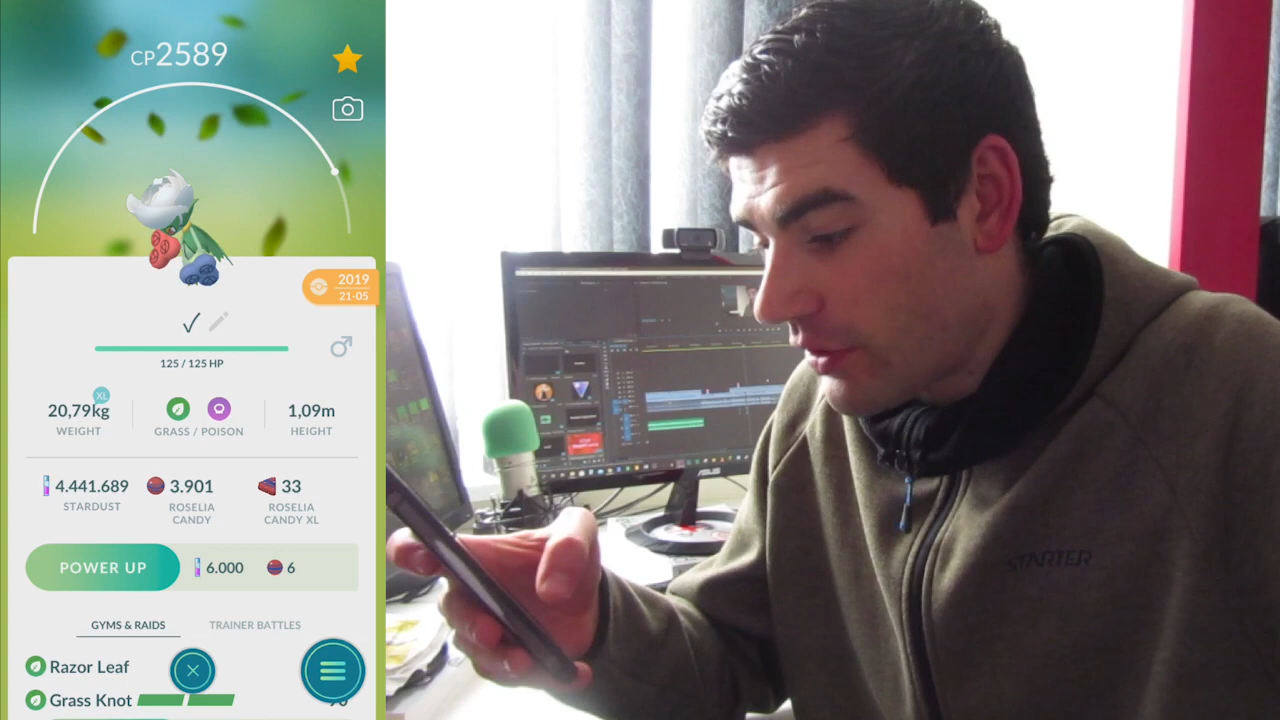 CP2589
2019
21-05
125 / 125 HP
XL
20,79kg
WEIGHT
GRASS / POISON
1,09m
HEIGHT
4.441.689
STARDUST
3.901
ROSELIA
CANDY
33
ROSELIA
CANDY XL
POWER UP
6.000
6
GYMS & RAIDS
TRAINER BATTLES
Razor Leaf
Grass Knot
90
ASUS
STARTER